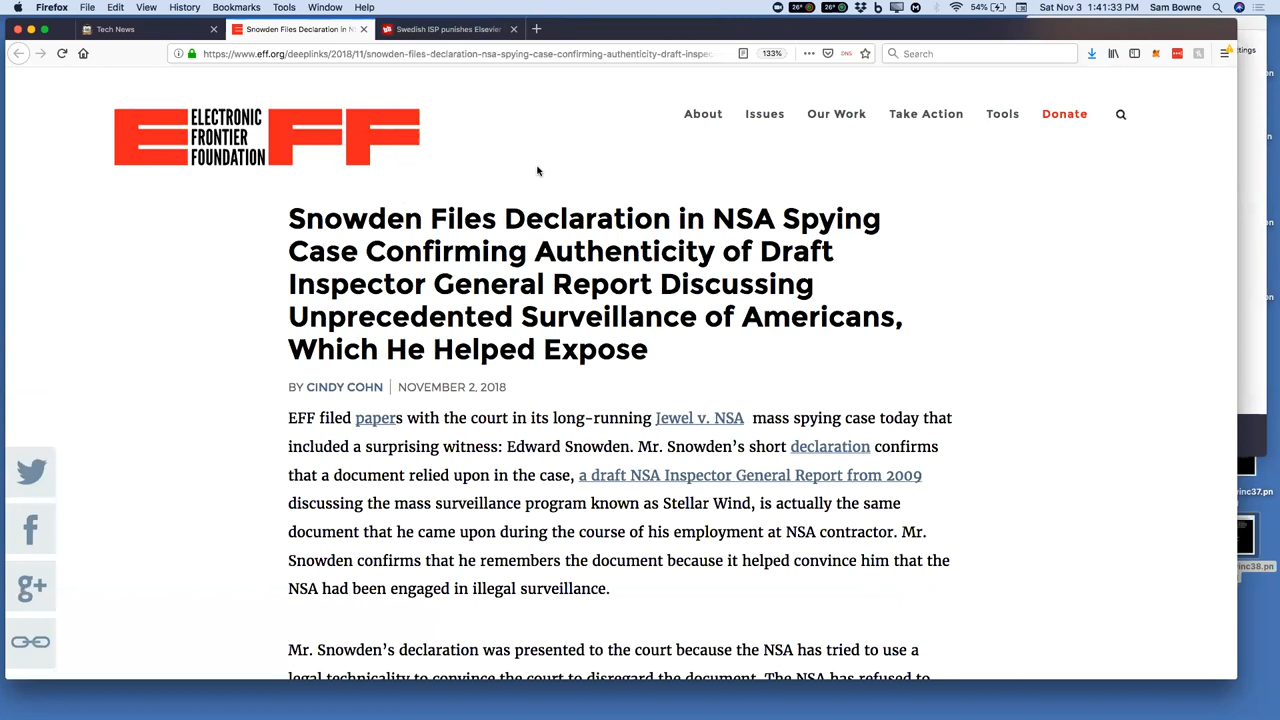 Firefox File Edit View History Bookmarks Tools Window Help 26° 26° 54% Sat Nov 3 1:41:33 PM Sam Bowne
Tech News Snowden Files Declaration in N Swedish ISP punishes Elsevier
https://www.eff.org/deeplinks/2018/11/snowden-files-declaration-nsa-spying-case-confirming-authenticity-draft-inspec 133% DNS Search
ELECTRONIC
FRONTIER
FOUNDATION
EFF
About Issues Our Work Take Action Tools Donate
Snowden Files Declaration in NSA Spying
Case Confirming Authenticity of Draft
Inspector General Report Discussing
Unprecedented Surveillance of Americans,
Which He Helped Expose
BY CINDY COHN NOVEMBER 2, 2018
EFF filed papers with the court in its long-running Jewel v. NSA mass spying case today that
included a surprising witness: Edward Snowden. Mr. Snowden’s short declaration confirms
that a document relied upon in the case, a draft NSA Inspector General Report from 2009
discussing the mass surveillance program known as Stellar Wind, is actually the same
document that he came upon during the course of his employment at NSA contractor. Mr.
Snowden confirms that he remembers the document because it helped convince him that the
NSA had been engaged in illegal surveillance.
Mr. Snowden’s declaration was presented to the court because the NSA has tried to use a
legal technicality to convince the court to disregard the document. The NSA has refused to
g+
ttings
vinc37.pn
vinc38.pn